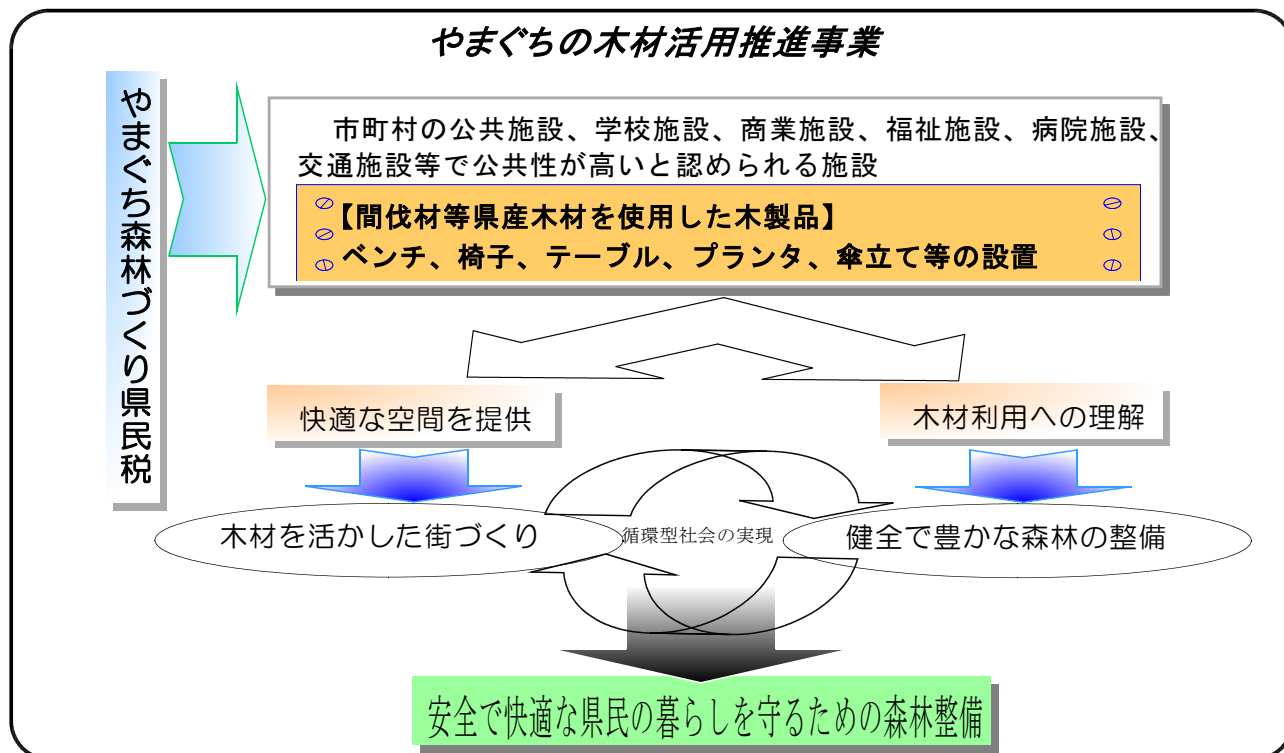 やまぐちの木材活用推進事業
やまぐち森林づくり県民税
市町村の公共施設、学校施設、商業施設、福祉施設、病院施設、
交通施設等で公共性が高いと認められる施設
【間伐材等県産木材を使用した木製品】
ベンチ、椅子、テーブル、プランタ、傘立て等の設置
快適な空間を提供
木材利用への理解
木材を活かした街づくり
循環型社会の実現
健全で豊かな森林の整備
安全で快適な県民の暮らしを守るための森林整備